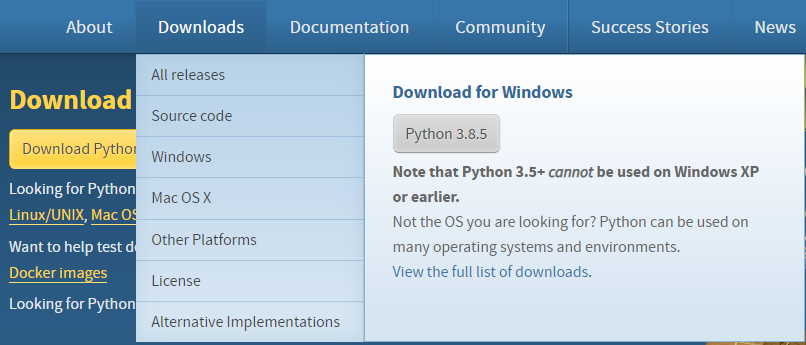 About
Downloads
Documentation
Community
Success Stories
News
Download
Download Python
Looking for Python
Linux/UNIX, Mac OS
Want to help test
Docker images
Looking for Python
All releases
Source code
Windows
Mac OS X
Other Platforms
License
Alternative Implementations
Download for Windows
Python 3.8.5
Note that Python 3.5+ cannot be used on Windows XP
or earlier.
Not the OS you are looking for? Python can be used on
many operating systems and environments.
View the full list of downloads.